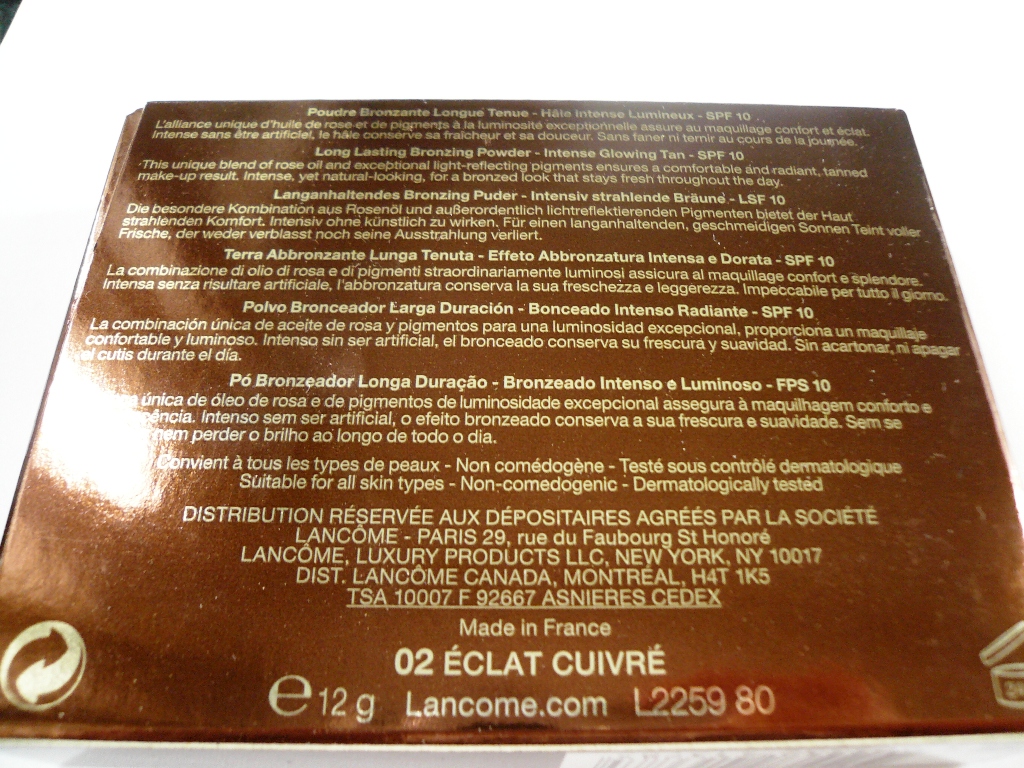 Poudre Bronzante Longue Tenue - Hâle Intense Lumineux - SPF 10
L'alliance unique d'huile de rose et de pigments à la luminosité exceptionnelle assure au maquillage confort et éclat.
Intense sans être artificiel, le hâle conserve sa fraîcheur et sa douceur. Sans faner ni ternir au cours de la journée.
Long Lasting Bronzing Powder - Intense Glowing Tan - SPF 10
This unique blend of rose oil and exceptional light-reflecting pigments ensures a comfortable and radiant, tanned
make-up result. Intense, yet natural-looking, for a bronzed look that stays fresh throughout the day.
Langanhaltendes Bronzing Puder - Intensiv strahlende Bräune - LSF 10
Die besondere Kombination aus Rosenöl und außerordentlich lichtreflektierenden Pigmenten bietet der Haut
strahlenden Komfort. Intensiv ohne künstlich zu wirken. Für einen langanhaltenden, geschmeidigen Sonnen Teint voller
Frische, der weder verblasst noch seine Ausstrahlung verliert.
Terra Abbronzante Lunga Tenuta - Effeto Abbronzatura Intensa e Dorata - SPF 10
La combinazione di olio di rosa e di pigmenti straordinariamente luminosi assicura al maquillage confort e splendore.
Intensa senza risultare artificiale, l'abbronzatura conserva la sua freschezza e leggerezza. Impeccabile per tutto il giorno.
Polvo Bronceador Larga Duración - Bonceado Intenso Radiante - SPF 10
La combinación única de aceite de rosa y pigmentos para una luminosidad excepcional, proporciona un maquillaje
confortable y luminoso. Intenso sin ser artificial, el bronceado conserva su frescura y suavidad. Sin acartonar, ni apagar
el cutis durante el día.
Pó Bronzeador Longa Duração - Bronzeado Intenso e Luminoso - FPS 10
única de óleo de rosa e de pigmentos de luminosidade excepcional assegura à maquilhagem conforto e
Intenso sem ser artificial, o efeito bronzeado conserva a sua frescura e suavidade. Sem se
nem perder o brilho ao longo de todo o dia.
Convient à tous les types de peaux - Non comédogène - Testé sous contrôle dermatologique
Suitable for all skin types - Non-comedogenic - Dermatologically tested
DISTRIBUTION RÉSERVÉE AUX DÉPOSITAIRES AGRÉÉS PAR LA SOCIÉTÉ
LANCÔME - PARIS 29, rue du Faubourg St Honoré
LANCÔME, LUXURY PRODUCTS LLC, NEW YORK, NY 10017
DIST. LANCÔME CANADA, MONTRÉAL, H4T 1K5
TSA 10007 F 92667 ASNIERES CEDEX
Made in France
02 ÉCLAT CUIVRÉ
e 12 g Lancome.com L2259 80